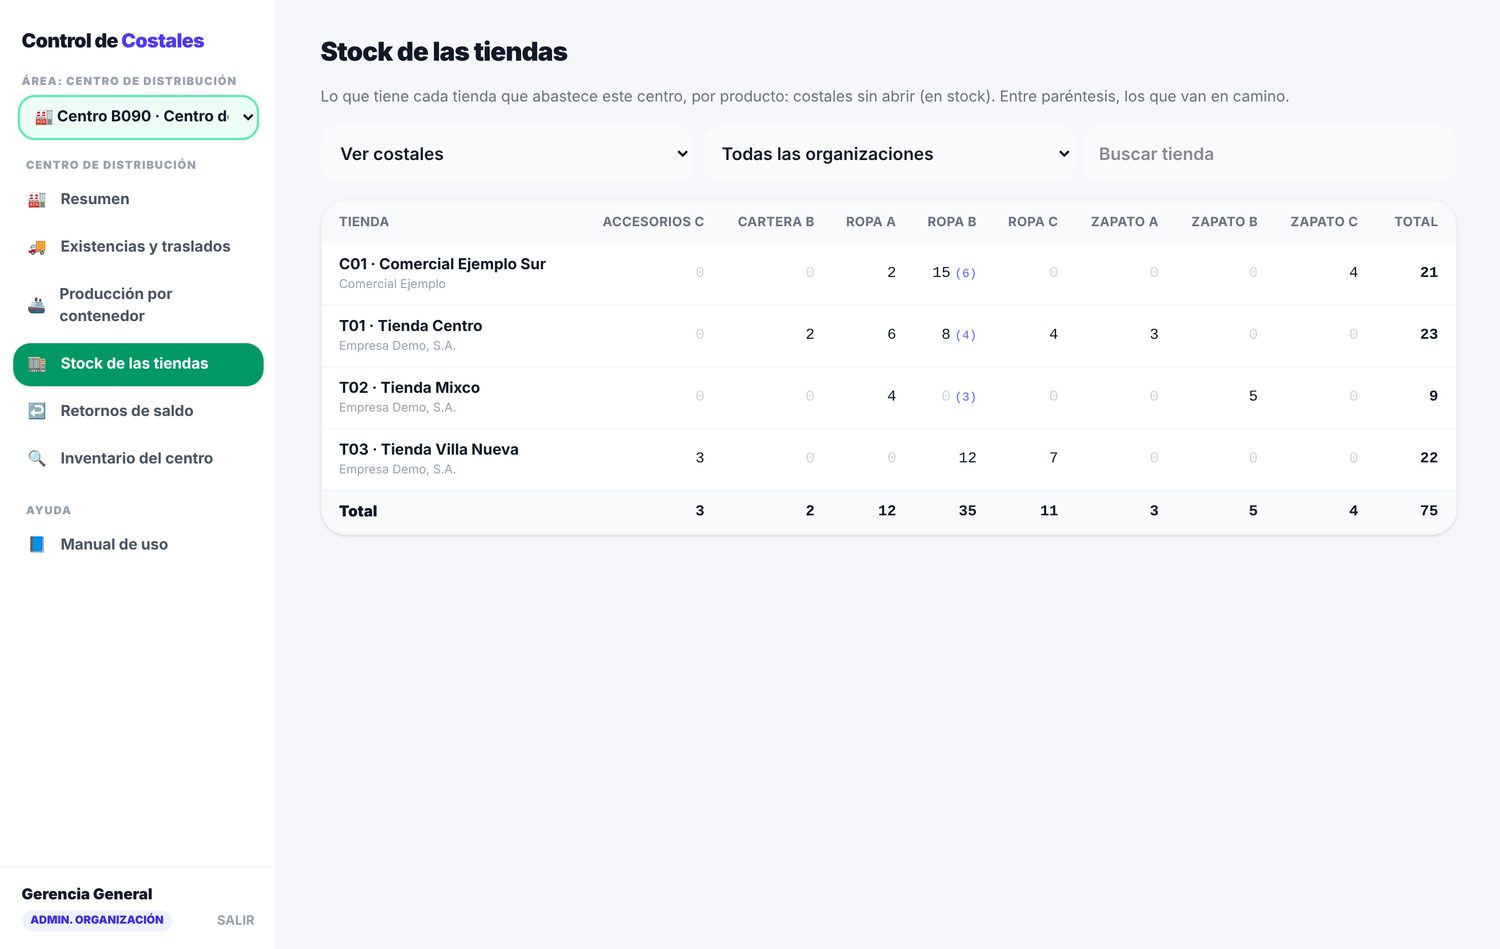 Control de Costales
ÁREA: CENTRO DE DISTRIBUCIÓN
Centro B090 · Centro d
CENTRO DE DISTRIBUCIÓN
Resumen
Existencias y traslados
Producción por
contenedor
Stock de las tiendas
Retornos de saldo
Inventario del centro
AYUDA
Manual de uso
Gerencia General
ADMIN. ORGANIZACIÓN SALIR
Stock de las tiendas
Lo que tiene cada tienda que abastece este centro, por producto: costales sin abrir (en stock). Entre paréntesis, los que van en camino.
Ver costales Todas las organizaciones Buscar tienda
TIENDA ACCESORIOS C CARTERA B ROPA A ROPA B ROPA C ZAPATO A ZAPATO B ZAPATO C TOTAL
C01 · Comercial Ejemplo Sur 0 0 2 15 (6) 0 0 0 4 21
Comercial Ejemplo
T01 · Tienda Centro 0 2 6 8 (4) 4 3 0 0 23
Empresa Demo, S.A.
T02 · Tienda Mixco 0 0 4 0 (3) 0 0 5 0 9
Empresa Demo, S.A.
T03 · Tienda Villa Nueva 3 0 0 12 7 0 0 0 22
Empresa Demo, S.A.
Total 3 2 12 35 11 3 5 4 75